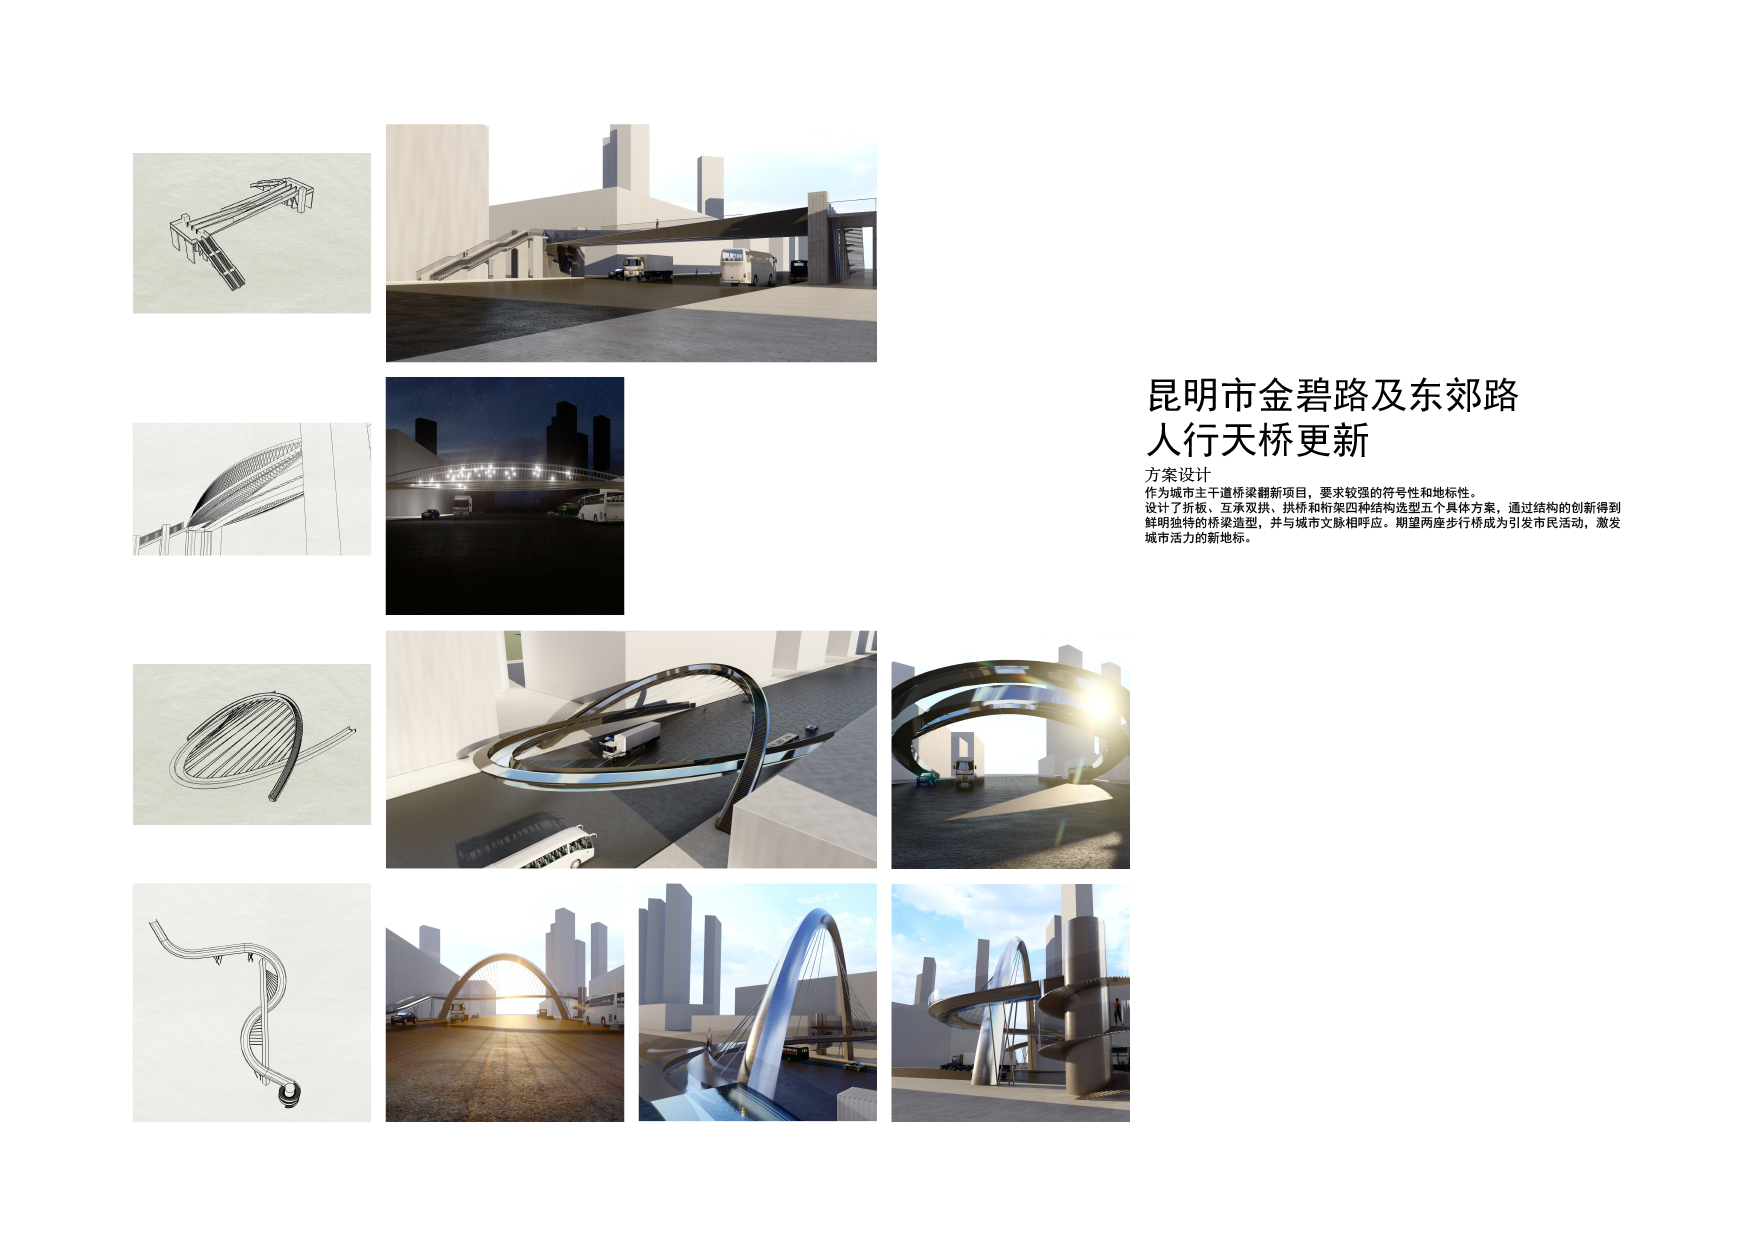 昆明市金碧路及东郊路
人行天桥更新
方案设计
作为城市主干道桥梁翻新项目，要求较强的符号性和地标性。
设计了折板、互承双拱、拱桥和桁架四种结构选型五个具体方案，通过结构的创新得到
鲜明独特的桥梁造型，并与城市文脉相呼应。期望两座步行桥成为引发市民活动，激发
城市活力的新地标。